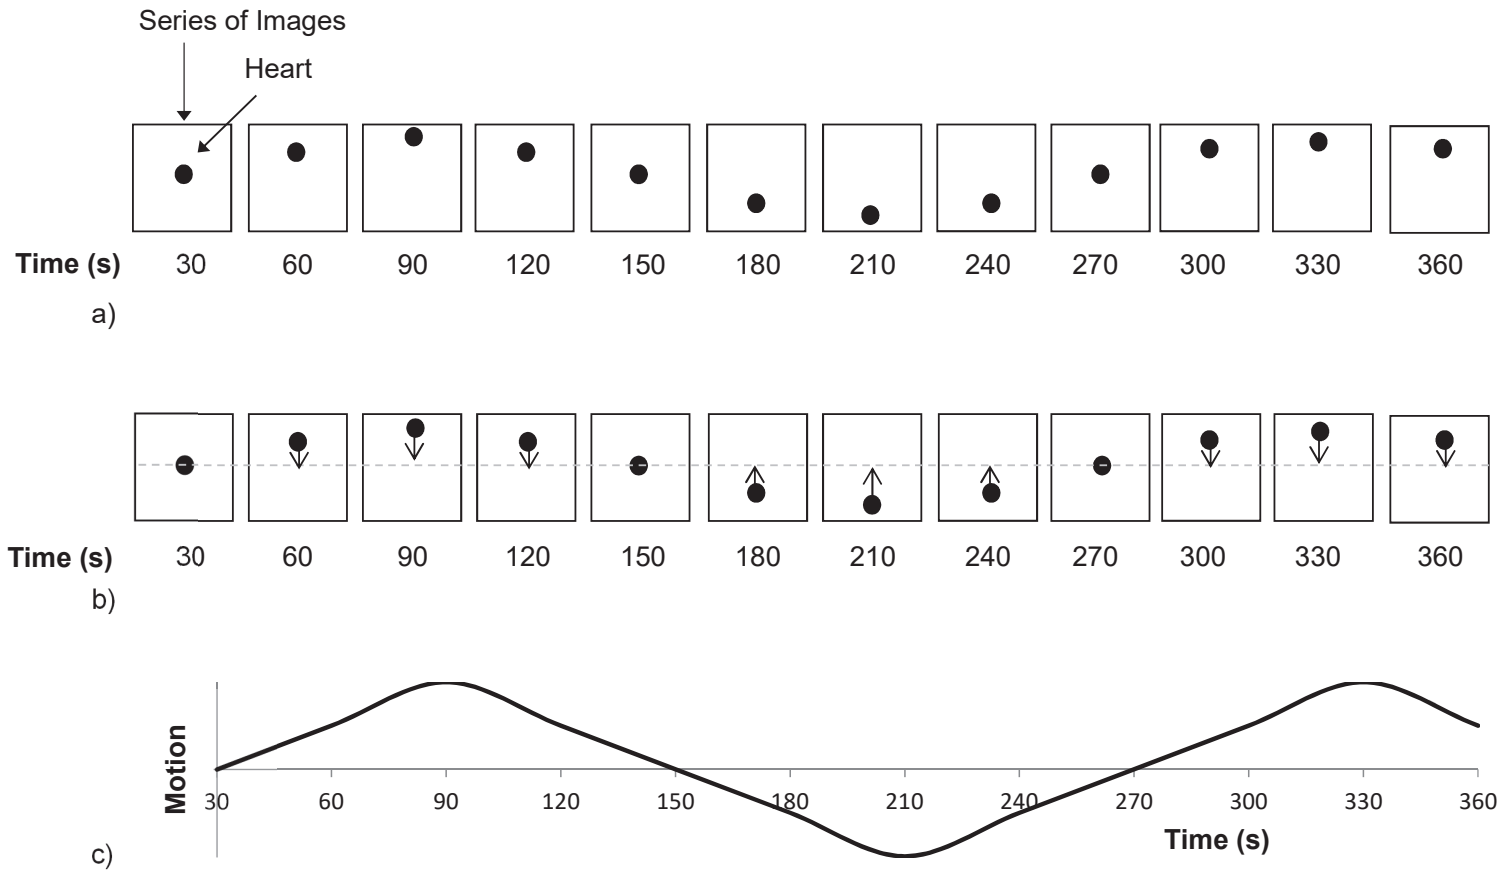 Series of Images
Heart
Time (s) 30 60 90 120 150 180 210 240 270 300 330 360
a)
Time (s) 30 60 90 120 150 180 210 240 270 300 330 360
b)
Motion
30 60 90 120 150 180 210 240 270 300 330 360
Time (s)
c)